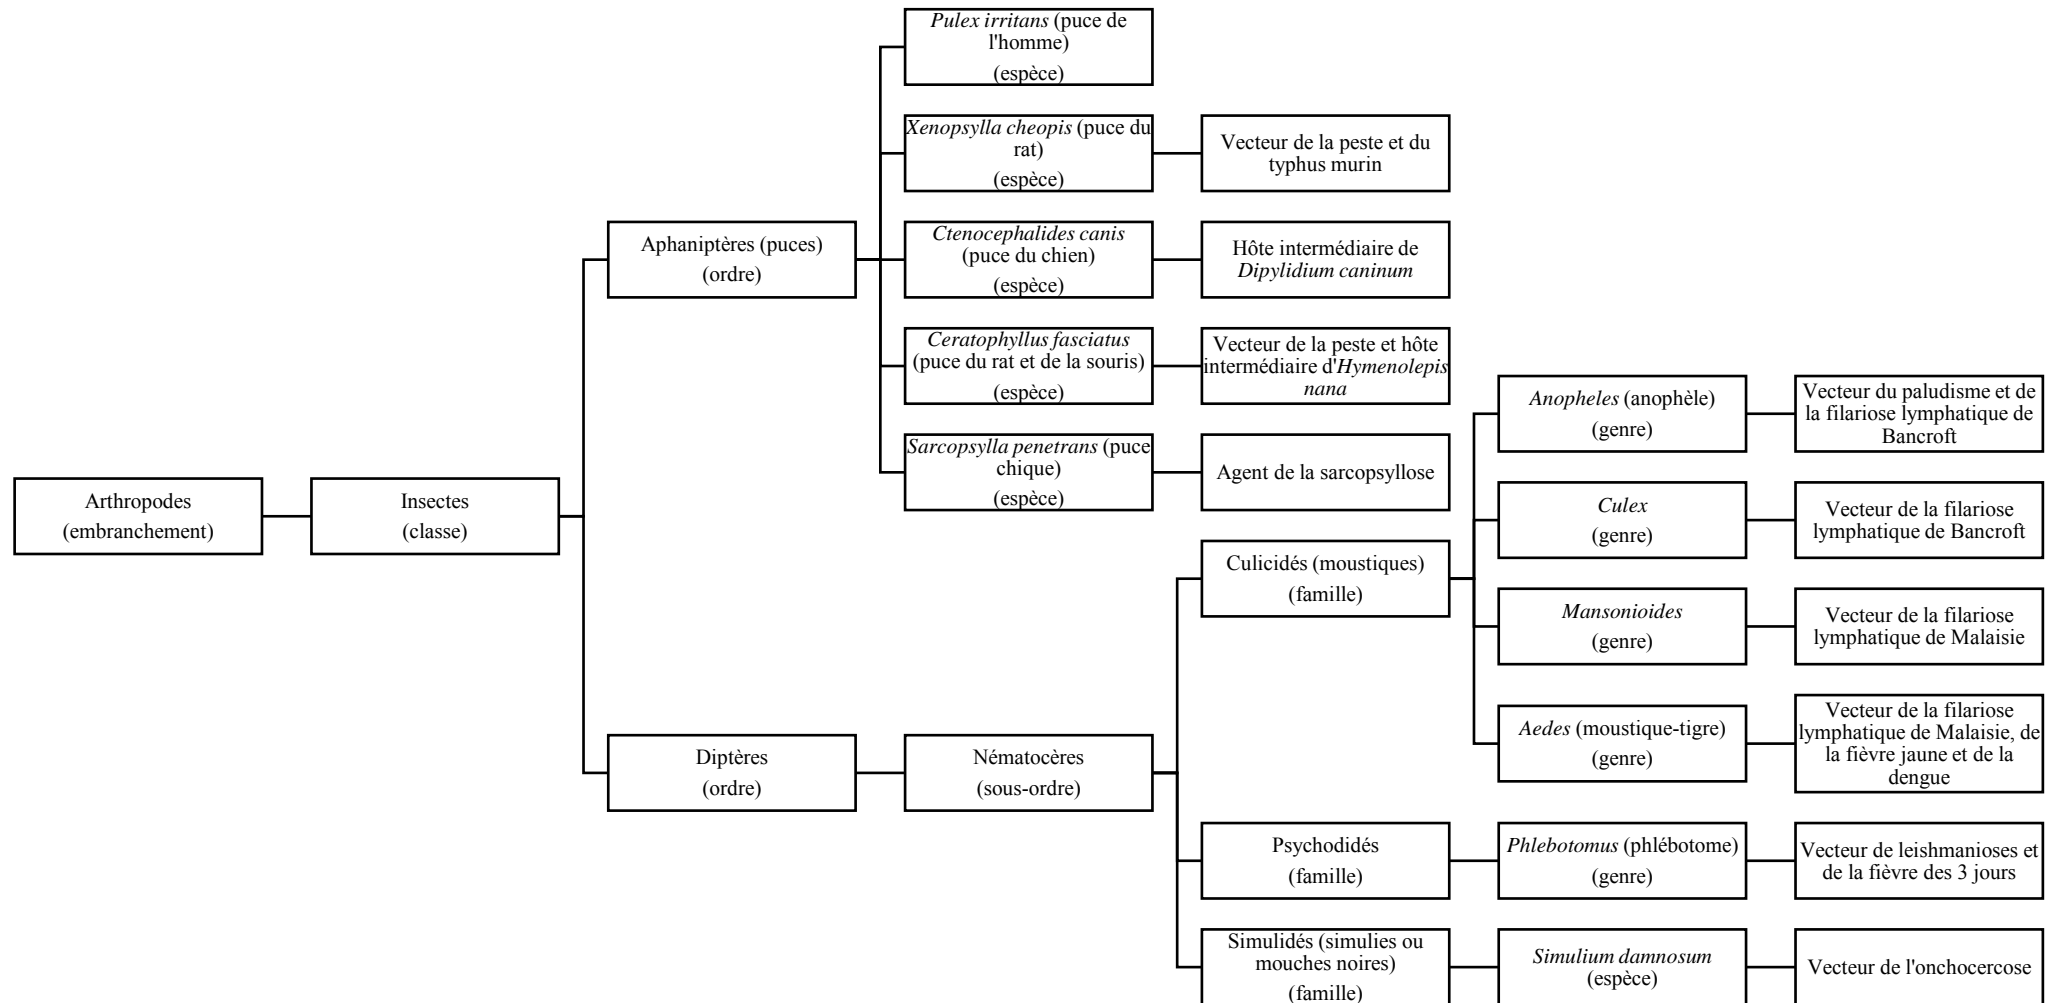 Arthropodes
(embranchement)
Insectes
(classe)
Aphaniptères (puces)
(ordre)
Pulex irritans (puce de
l'homme)
(espèce)
Xenopsylla cheopis (puce du
rat)
(espèce)
Vecteur de la peste et du
typhus murin
Ctenocephalides canis
(puce du chien)
(espèce)
Hôte intermédiaire de
Dipylidium caninum
Ceratophyllus fasciatus
(puce du rat et de la souris)
(espèce)
Vecteur de la peste et hôte
intermédiaire d'Hymenolepis
nana
Sarcopsylla penetrans (puce
chique)
(espèce)
Agent de la sarcopsyllose
Diptères
(ordre)
Nématocères
(sous-ordre)
Culicidés (moustiques)
(famille)
Anopheles (anophèle)
(genre)
Vecteur du paludisme et de
la filariose lymphatique de
Bancroft
Culex
(genre)
Vecteur de la filariose
lymphatique de Bancroft
Mansonioides
(genre)
Vecteur de la filariose
lymphatique de Malaisie
Aedes (moustique-tigre)
(genre)
Vecteur de la filariose
lymphatique de Malaisie, de
la fièvre jaune et de la
dengue
Psychodidés
(famille)
Phlebotomus (phlébotome)
(genre)
Vecteur de leishmanioses et
de la fièvre des 3 jours
Simulidés (simulies ou
mouches noires)
(famille)
Simulium damnosum
(espèce)
Vecteur de l'onchocercose